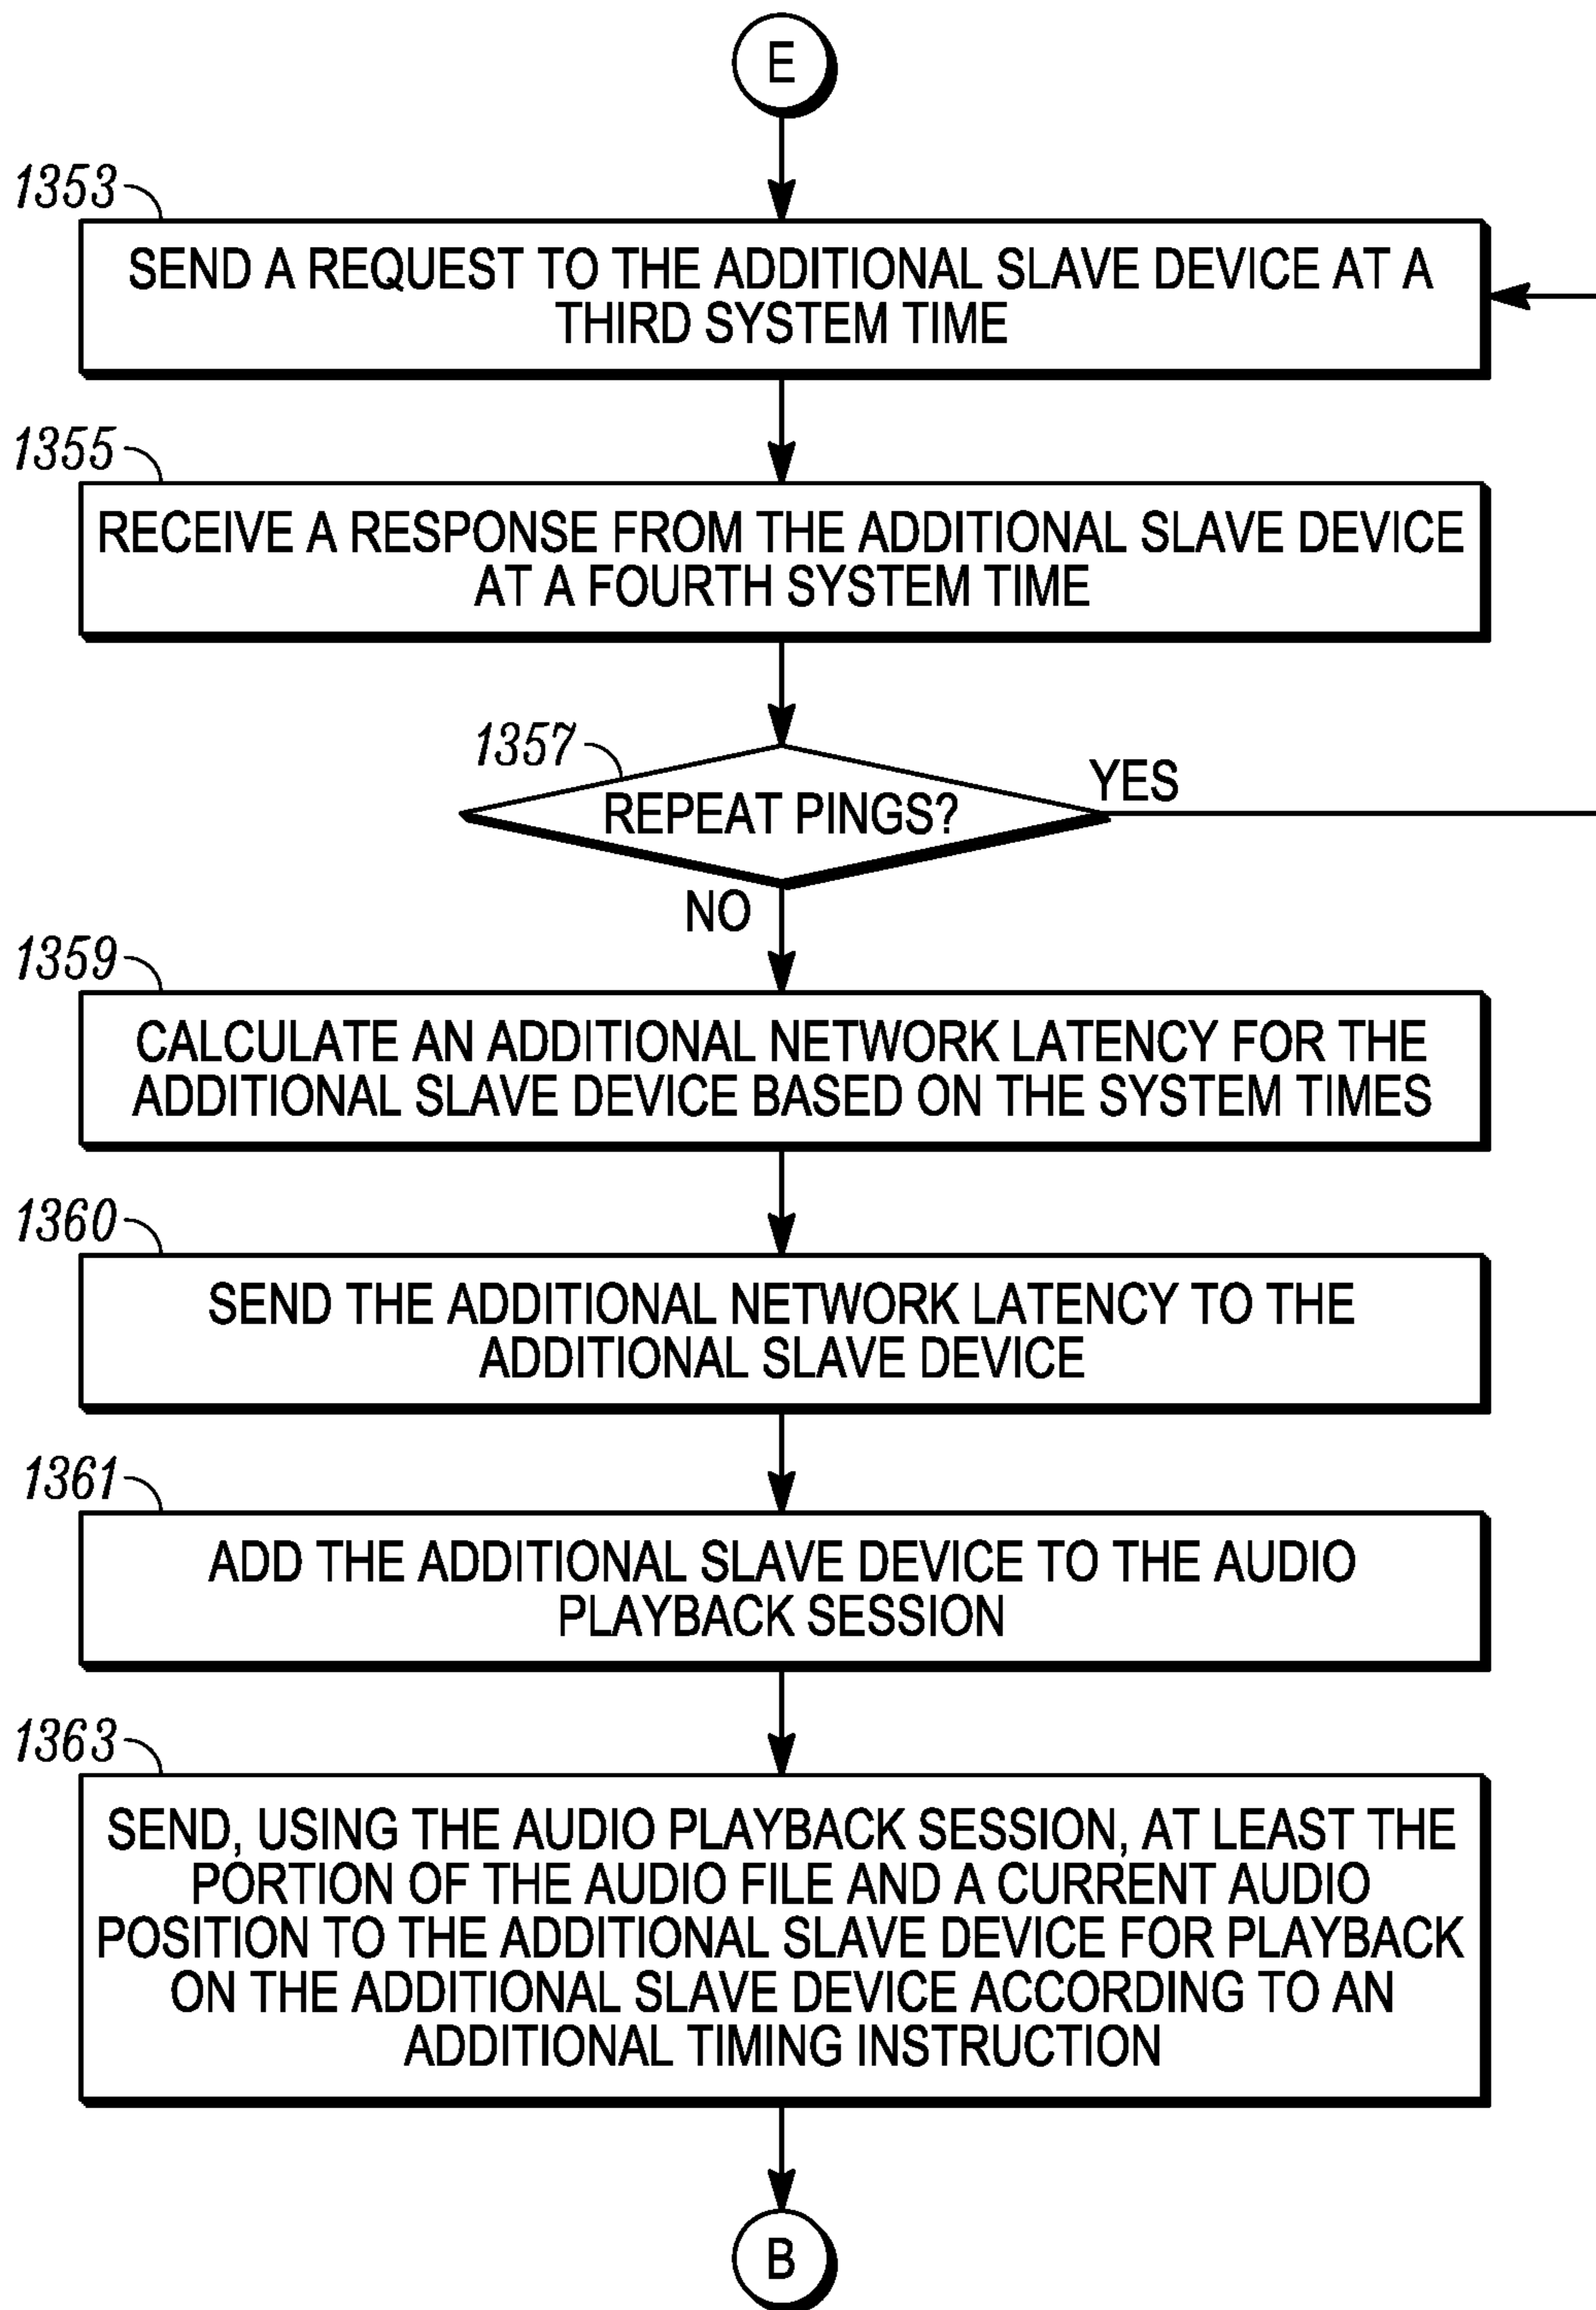 E
1353
SEND A REQUEST TO THE ADDITIONAL SLAVE DEVICE AT A
THIRD SYSTEM TIME
1355
RECEIVE A RESPONSE FROM THE ADDITIONAL SLAVE DEVICE
AT A FOURTH SYSTEM TIME
1357
REPEAT PINGS?
YES
NO
1359
CALCULATE AN ADDITIONAL NETWORK LATENCY FOR THE
ADDITIONAL SLAVE DEVICE BASED ON THE SYSTEM TIMES
1360
SEND THE ADDITIONAL NETWORK LATENCY TO THE
ADDITIONAL SLAVE DEVICE
1361
ADD THE ADDITIONAL SLAVE DEVICE TO THE AUDIO
PLAYBACK SESSION
1363
SEND, USING THE AUDIO PLAYBACK SESSION, AT LEAST THE
PORTION OF THE AUDIO FILE AND A CURRENT AUDIO
POSITION TO THE ADDITIONAL SLAVE DEVICE FOR PLAYBACK
ON THE ADDITIONAL SLAVE DEVICE ACCORDING TO AN
ADDITIONAL TIMING INSTRUCTION
B